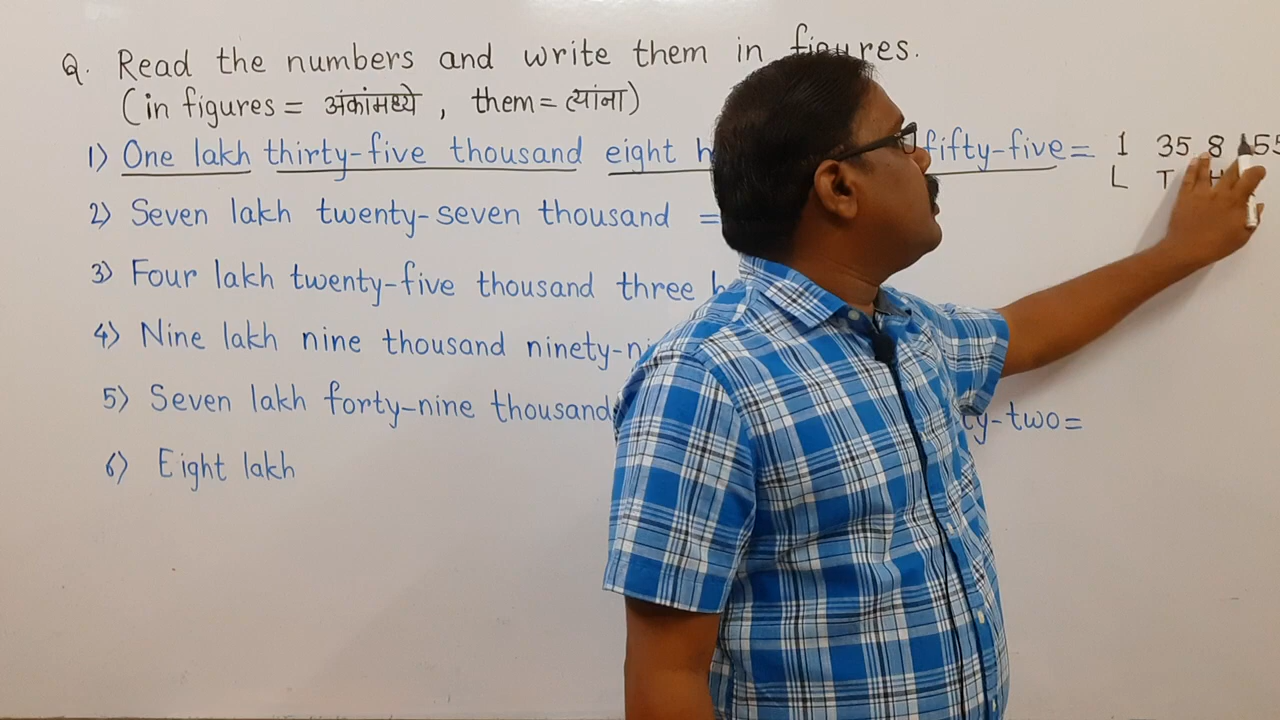 Q. Read the numbers and write them in figures.
(in figures = अंकांमध्ये , them = त्यांना)
1) One lakh thirty-five thousand eight h fifty-five = 1 35 8 55
L T H
2) Seven lakh twenty-seven thousand =
3) Four lakh twenty-five thousand three h
4) Nine lakh nine thousand ninety-ni
5) Seven lakh forty-nine thousand ty-two =
6) Eight lakh